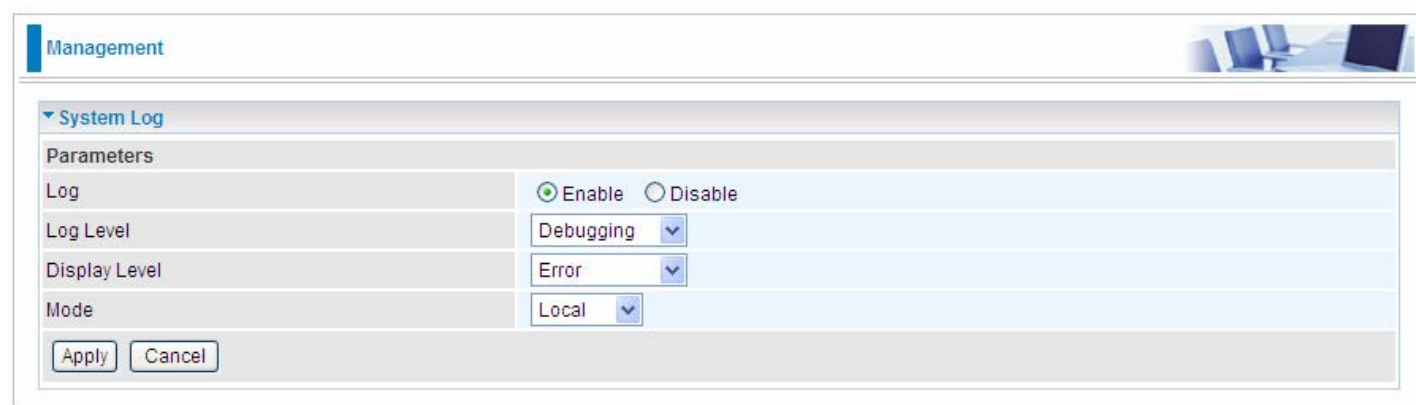 Management
System Log
Parameters
Log Enable Disable
Log Level Debugging
Display Level Error
Mode Local
Apply Cancel